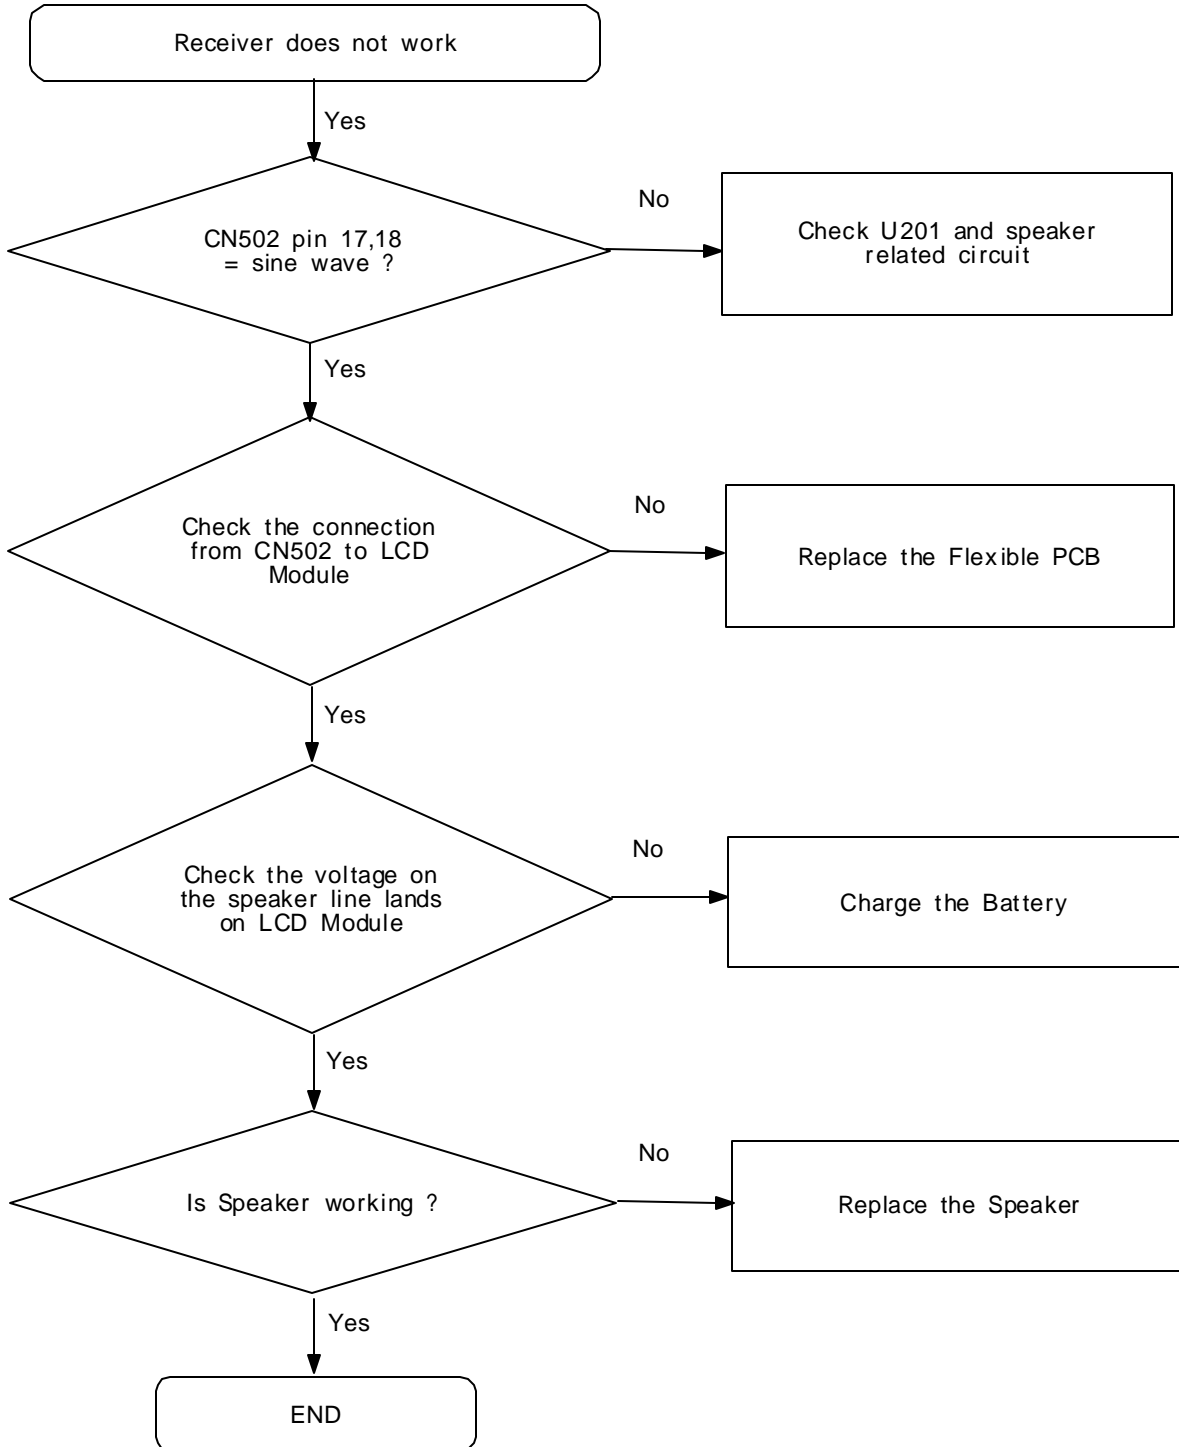 Receiver does not work
Yes
CN502 pin 17,18
= sine wave ?
No
Check U201 and speaker
related circuit
Yes
Check the connection
from CN502 to LCD
Module
No
Replace the Flexible PCB
Yes
Check the voltage on
the speaker line lands
on LCD Module
No
Charge the Battery
Yes
Is Speaker working ?
No
Replace the Speaker
Yes
END